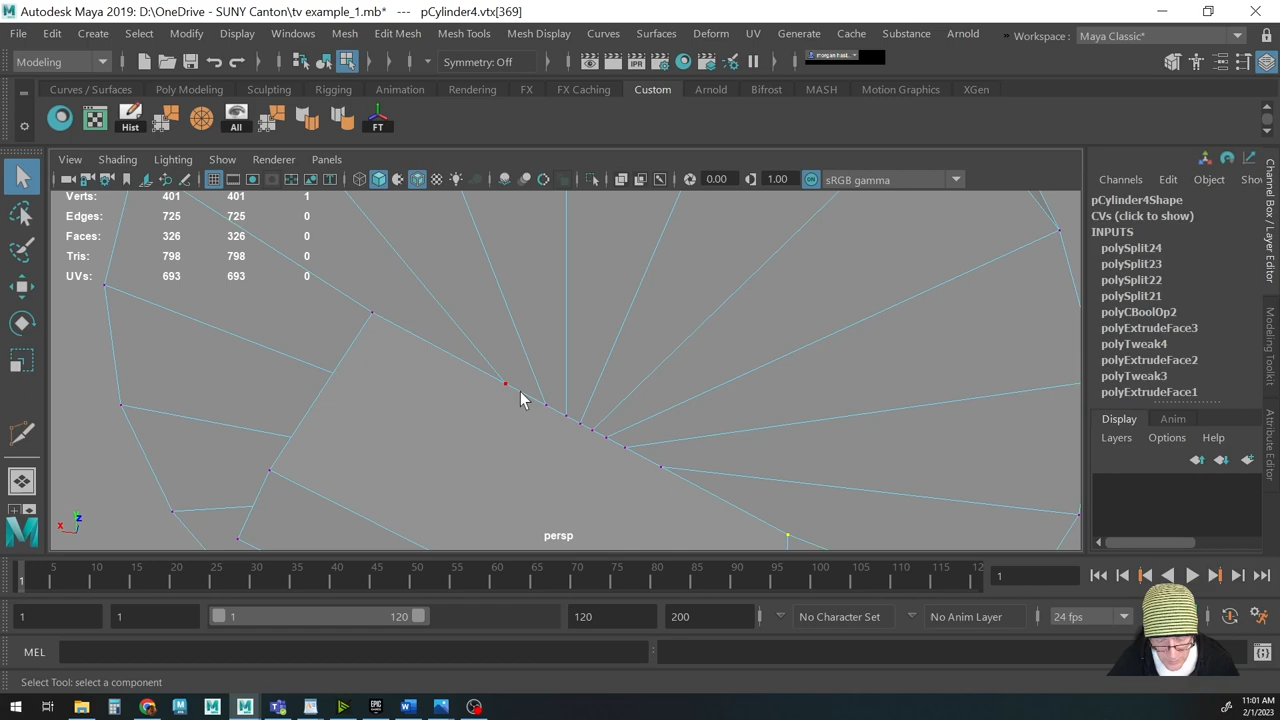 Autodesk Maya 2019: D:\OneDrive - SUNY Canton\tv example_1.mb*   ---   pCylinder4.vtx[369]
File Edit Create Select Modify Display Windows Mesh Edit Mesh Mesh Tools Mesh Display Curves Surfaces Deform UV Generate Cache Substance Arnold » Workspace : Maya Classic*
Modeling Symmetry: Off
Curves / Surfaces Poly Modeling Sculpting Rigging Animation Rendering FX FX Caching Custom Arnold Bifrost MASH Motion Graphics XGen
Hist All FT
View Shading Lighting Show Renderer Panels
0.00 1.00 ON sRGB gamma
Channels Edit Object Show
Verts: 401 401 1
Edges: 725 725 0
Faces: 326 326 0
Tris: 798 798 0
UVs: 693 693 0
persp
z
x
pCylinder4Shape
CVs (click to show)
INPUTS
polySplit24
polySplit23
polySplit22
polySplit21
polyCBoolOp2
polyExtrudeFace3
polyTweak4
polyExtrudeFace2
polyTweak3
polyExtrudeFace1
Display Anim
Layers Options Help
Channel Box / Layer Editor
Modeling Toolkit
Attribute Editor
1 5 10 15 20 25 30 35 40 45 50 55 60 65 70 75 80 85 90 95 100 105 110 115 12 1
1 1 1 120 120 200 No Character Set No Anim Layer 24 fps
MEL
Select Tool: select a component
11:01 AM
2/1/2023